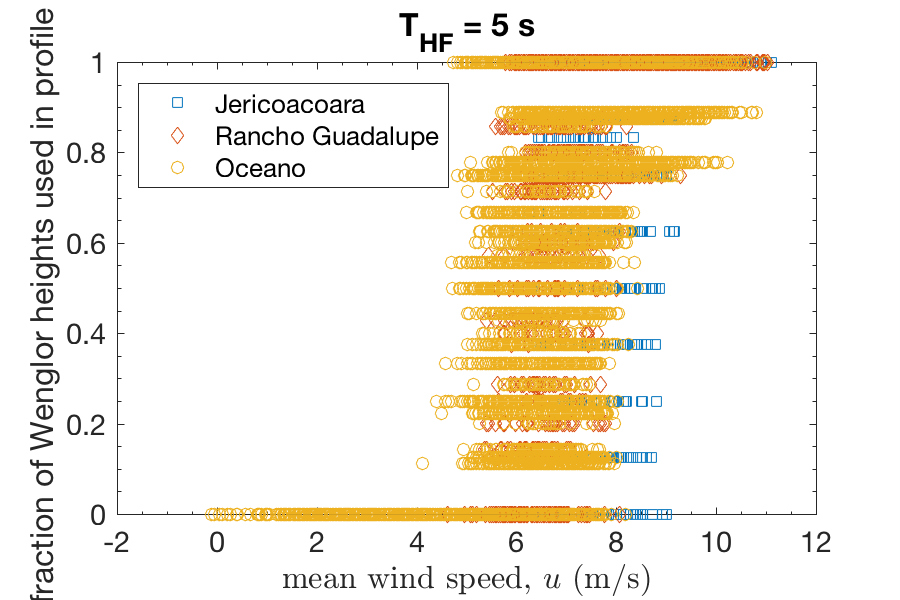 T_HF = 5 s
fraction of Wenglor heights used in profile
1
0.8
0.6
0.4
0.2
0
Jericoacoara
Rancho Guadalupe
Oceano
-2 0 2 4 6 8 10 12
mean wind speed, u (m/s)